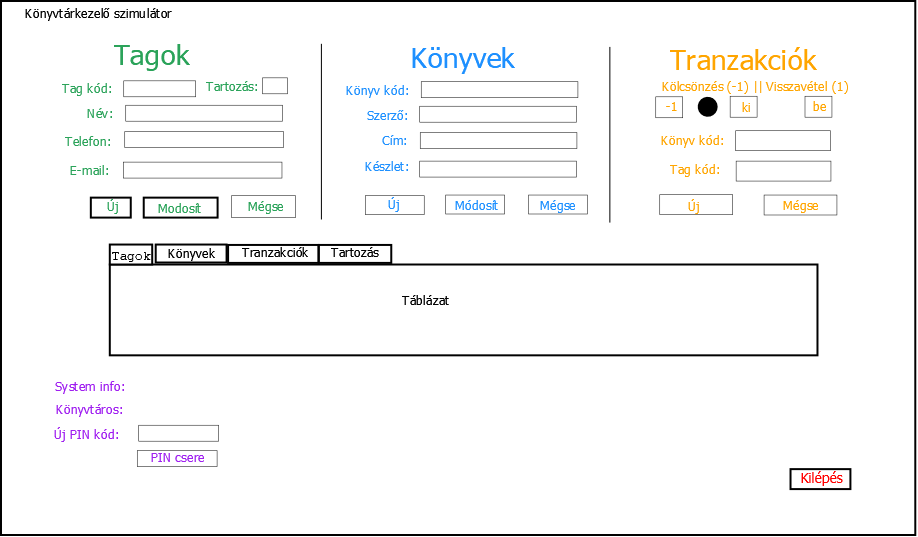 Könyvtárkezelő szimulátor
Tagok
Tag kód:
Tartozás:
Név:
Telefon:
E-mail:
Új
Modosít
Mégse
Könyvek
Könyv kód:
Szerző:
Cím:
Készlet:
Új
Módosít
Mégse
Tranzakciók
Kölcsönzés (-1) || Visszavétel (1)
-1
ki
be
Könyv kód:
Tag kód:
Új
Mégse
Tagok
Könyvek
Tranzakciók
Tartozás
Táblázat
System info:
Könyvtáros:
Új PIN kód:
PIN csere
Kilépés